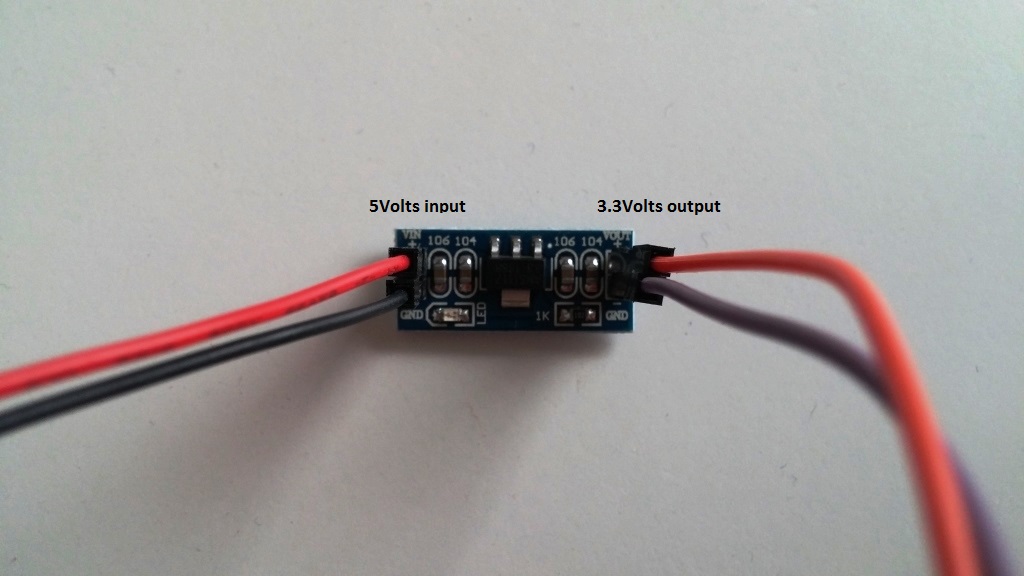 5Volts input
3.3Volts output
VIN
+
106 104
106 104
VOUT
+
GND
LED
1K
-
GND